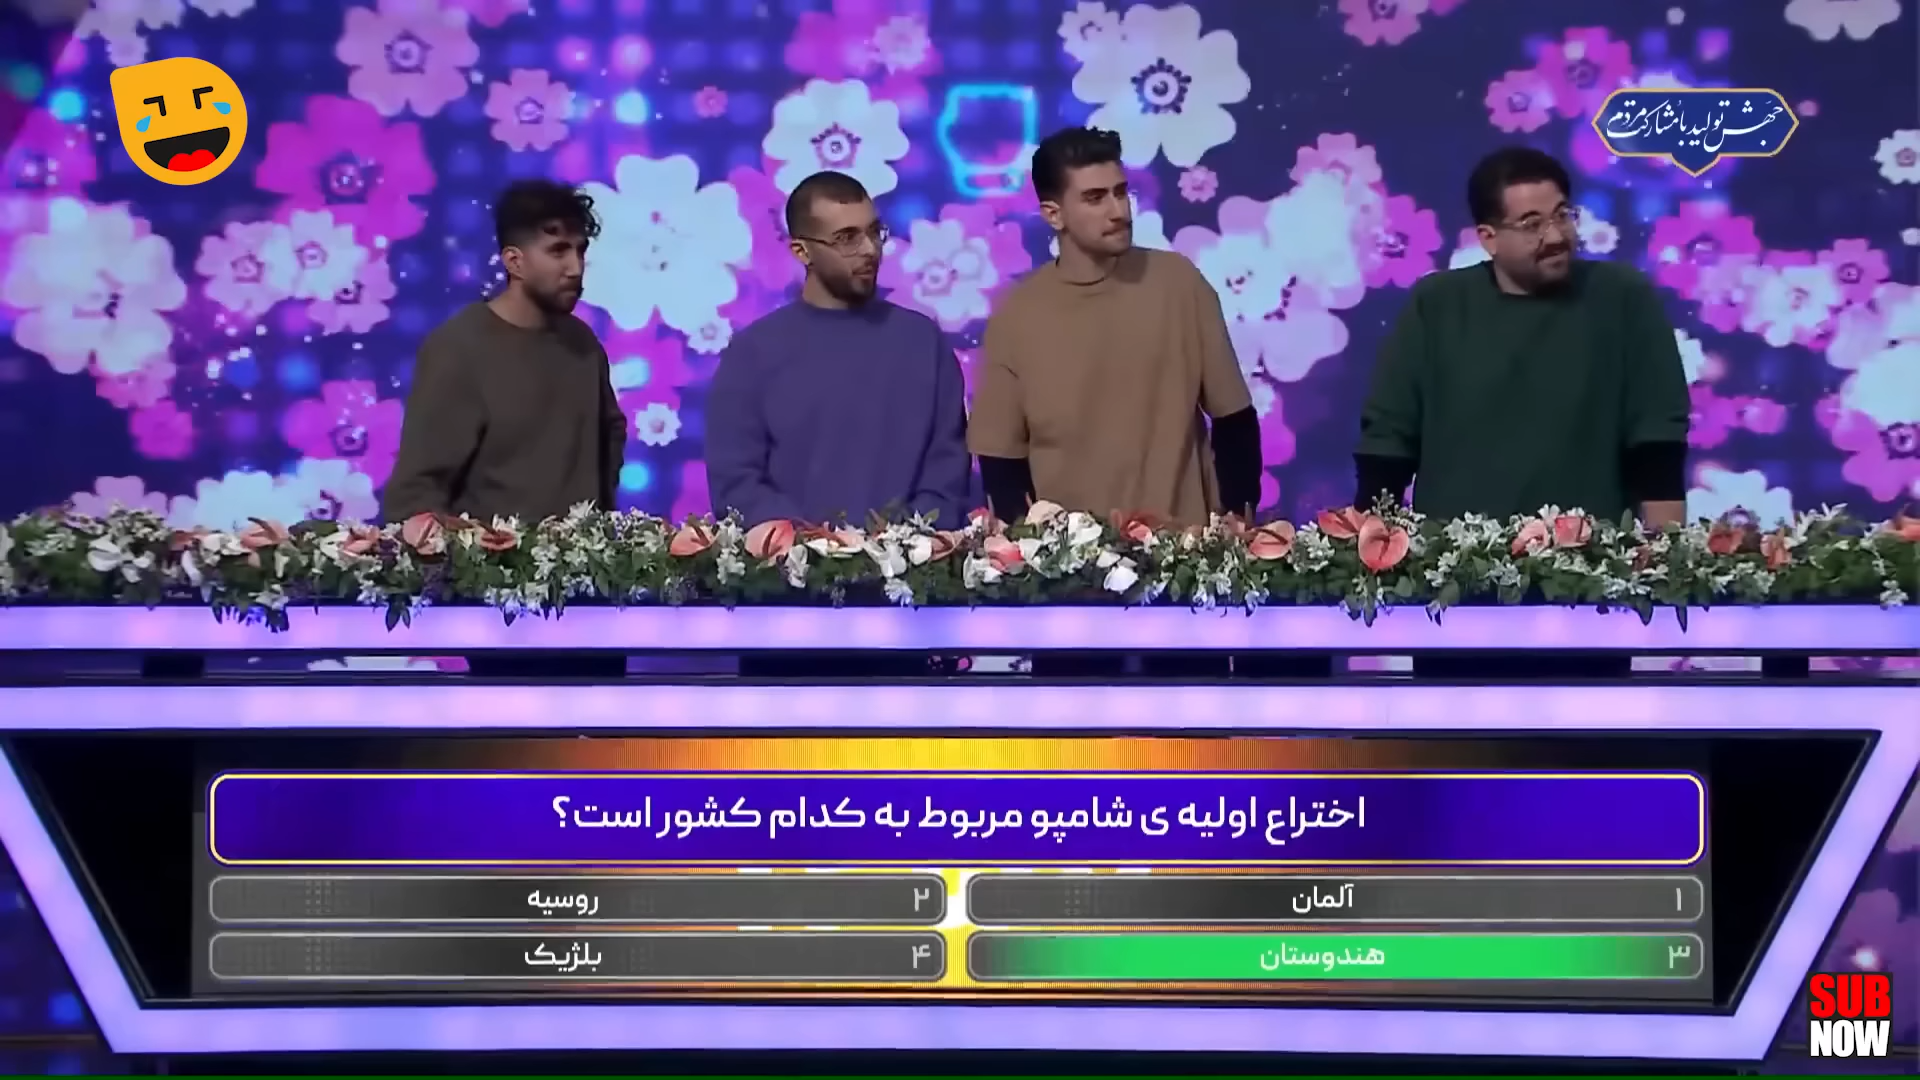 جهش تولید با مشارکت مردم
اختراع اولیه ی شامپو مربوط به کدام کشور است؟
۱ آلمان
۲ روسیه
۳ هندوستان
۴ بلژیک
SUB
NOW